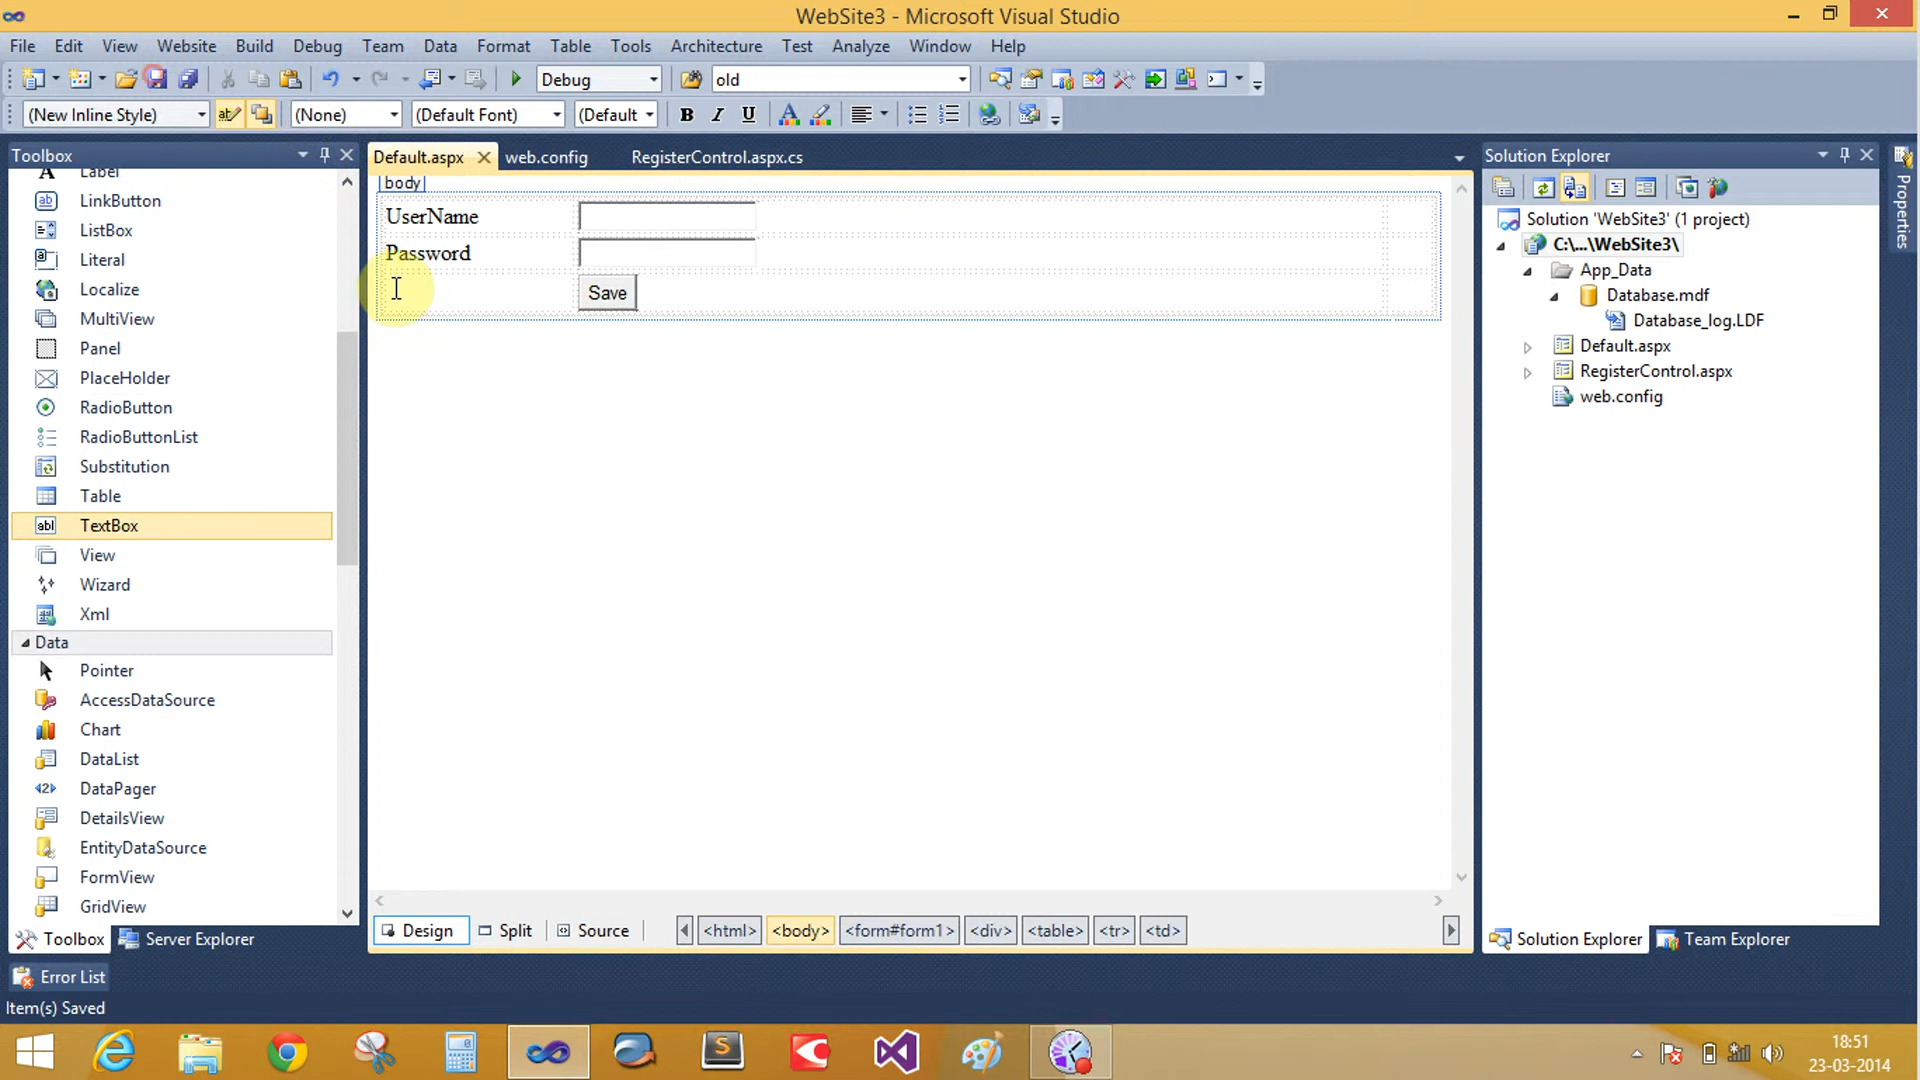 WebSite3 - Microsoft Visual Studio
File Edit View Website Build Debug Team Data Format Table Tools Architecture Test Analyze Window Help
Debug old
(New Inline Style) (None) (Default Font) (Default B I U
Toolbox
Default.aspx web.config RegisterControl.aspx.cs
Solution Explorer
Properties
Label
LinkButton
ListBox
Literal
Localize
MultiView
Panel
PlaceHolder
RadioButton
RadioButtonList
Substitution
Table
TextBox
View
Wizard
Xml
Data
Pointer
AccessDataSource
Chart
DataList
DataPager
DetailsView
EntityDataSource
FormView
GridView
Toolbox Server Explorer
body
UserName
Password
Save
Design Split Source <html> <body> <form#form1> <div> <table> <tr> <td>
Solution 'WebSite3' (1 project)
C:\...\WebSite3\
App_Data
Database.mdf
Database_log.LDF
Default.aspx
RegisterControl.aspx
web.config
Solution Explorer Team Explorer
Error List
Item(s) Saved
18:51
23-03-2014